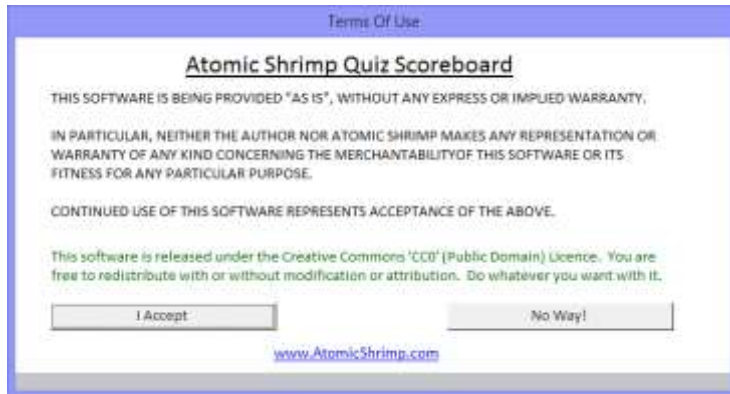 Terms Of Use
Atomic Shrimp Quiz Scoreboard
THIS SOFTWARE IS BEING PROVIDED "AS IS", WITHOUT ANY EXPRESS OR IMPLIED WARRANTY.
IN PARTICULAR, NEITHER THE AUTHOR NOR ATOMIC SHRIMP MAKES ANY REPRESENTATION OR
WARRANTY OF ANY KIND CONCERNING THE MERCHANTABILITYOF THIS SOFTWARE OR ITS
FITNESS FOR ANY PARTICULAR PURPOSE.
CONTINUED USE OF THIS SOFTWARE REPRESENTS ACCEPTANCE OF THE ABOVE.
This software is released under the Creative Commons 'CC0' (Public Domain) Licence.  You are
free to redistribute with or without modification or attribution.  Do whatever you want with it.
I Accept
No Way!
www.AtomicShrimp.com